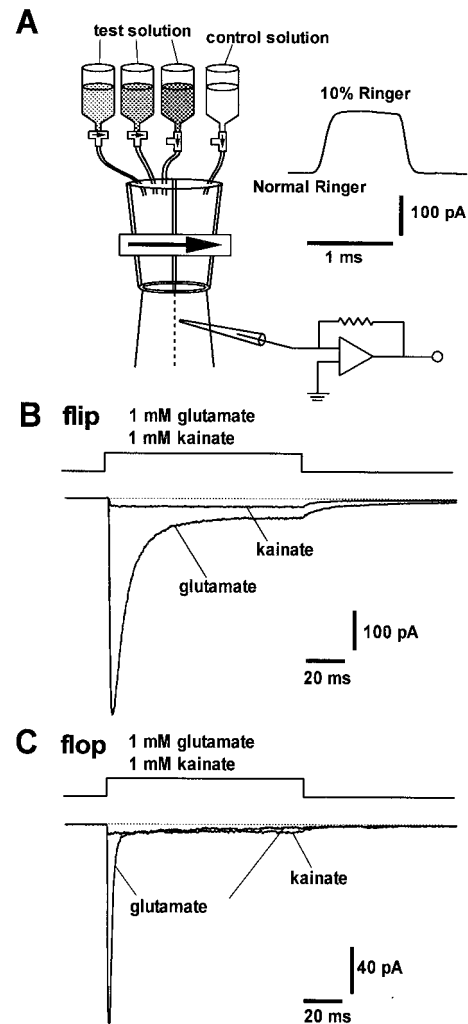 A
test solution
control solution
10% Ringer
Normal Ringer
100 pA
1 ms
B flip
1 mM glutamate
1 mM kainate
kainate
glutamate
100 pA
20 ms
C flop
1 mM glutamate
1 mM kainate
kainate
glutamate
40 pA
20 ms